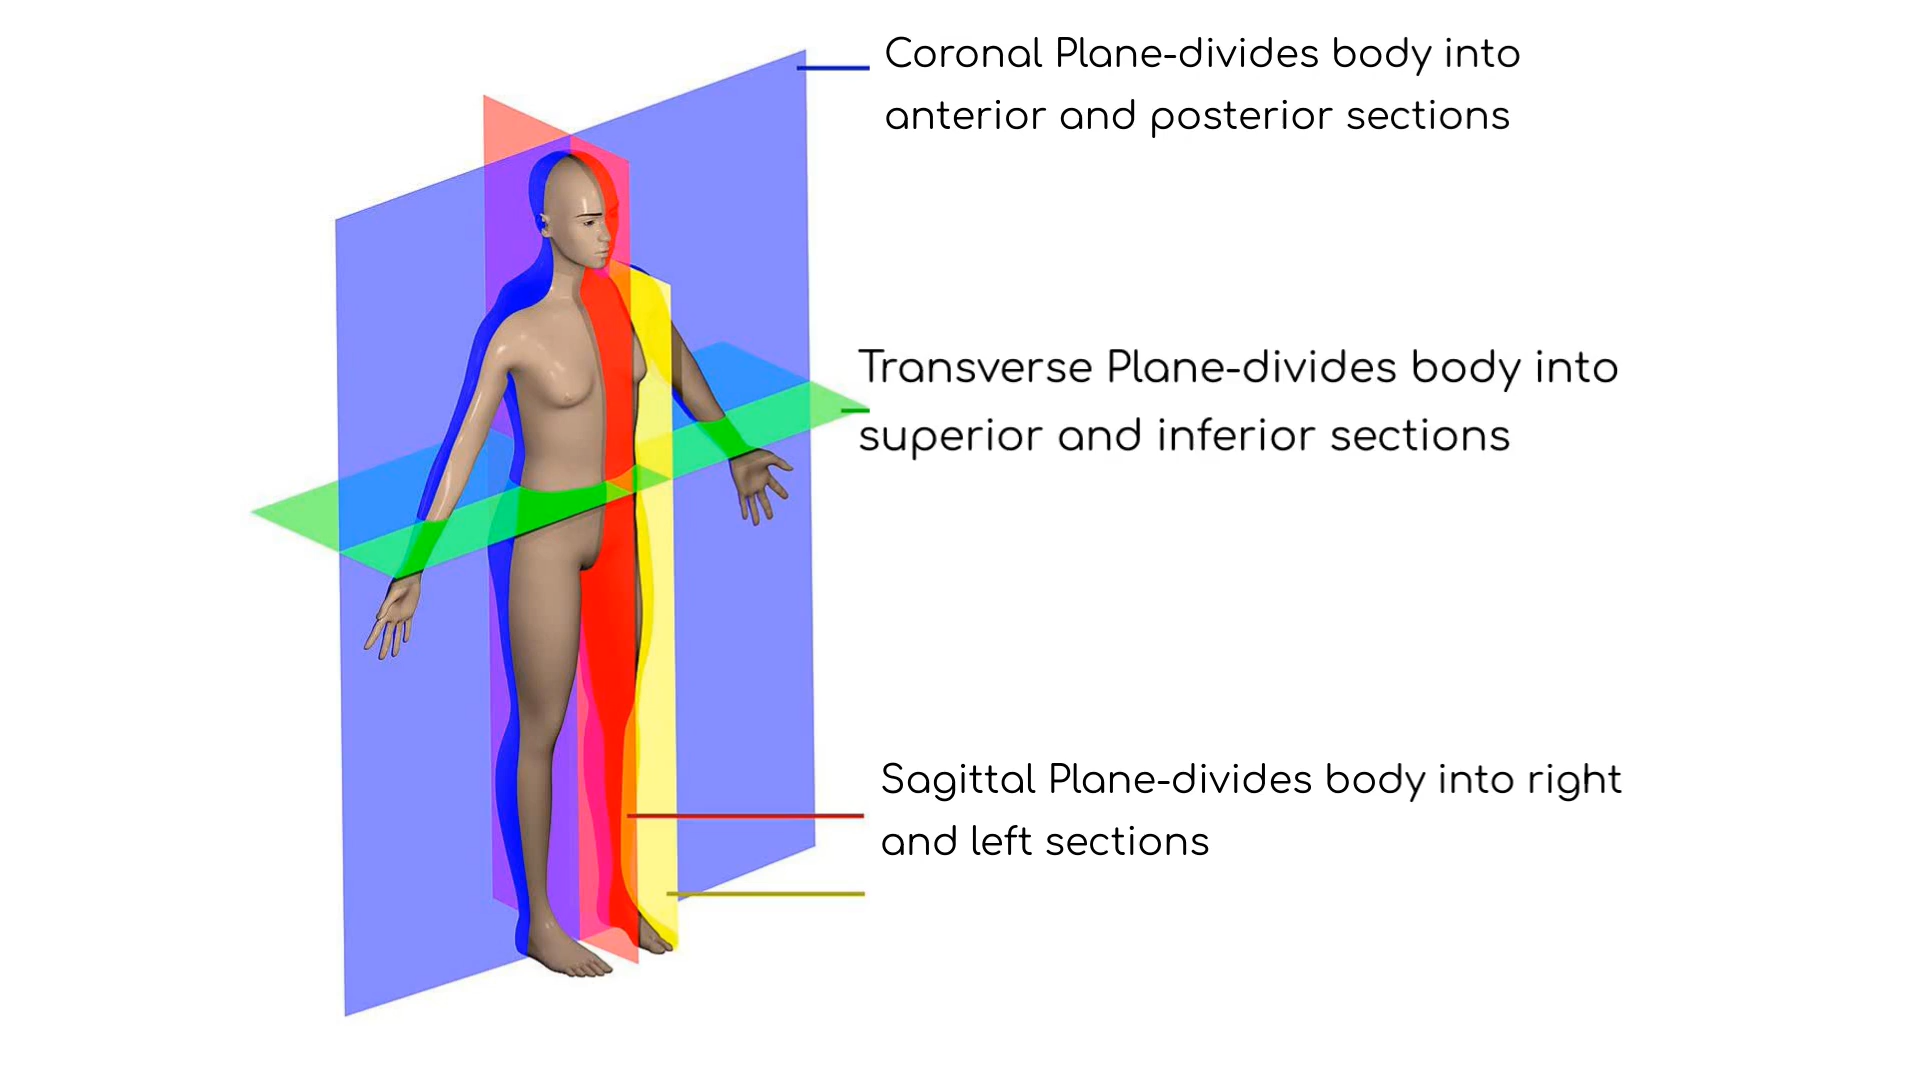 Coronal Plane-divides body into
anterior and posterior sections
Transverse Plane-divides body into
superior and inferior sections
Sagittal Plane-divides body into right
and left sections